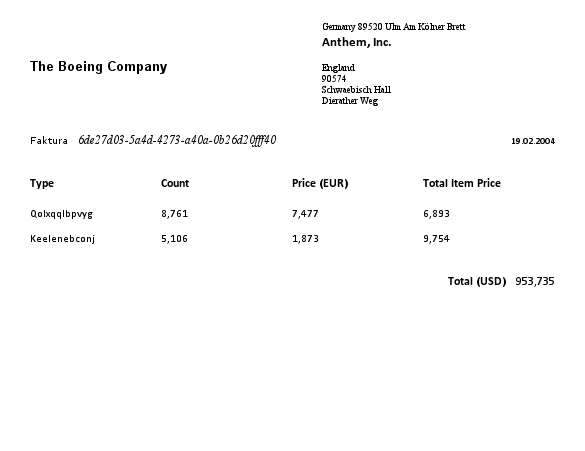 Germany 89520 Ulm Am Kölner Brett
Anthem, Inc.
The Boeing Company
England
90574
Schwaebisch Hall
Dierather Weg
Faktura 6de27d03-5a4d-4273-a40a-0b26d20fff40 19.02.2004
Type Count Price (EUR) Total Item Price
Qolxqqlbpvyg 8,761 7,477 6,893
Keelenebconj 5,106 1,873 9,754
Total (USD) 953,735